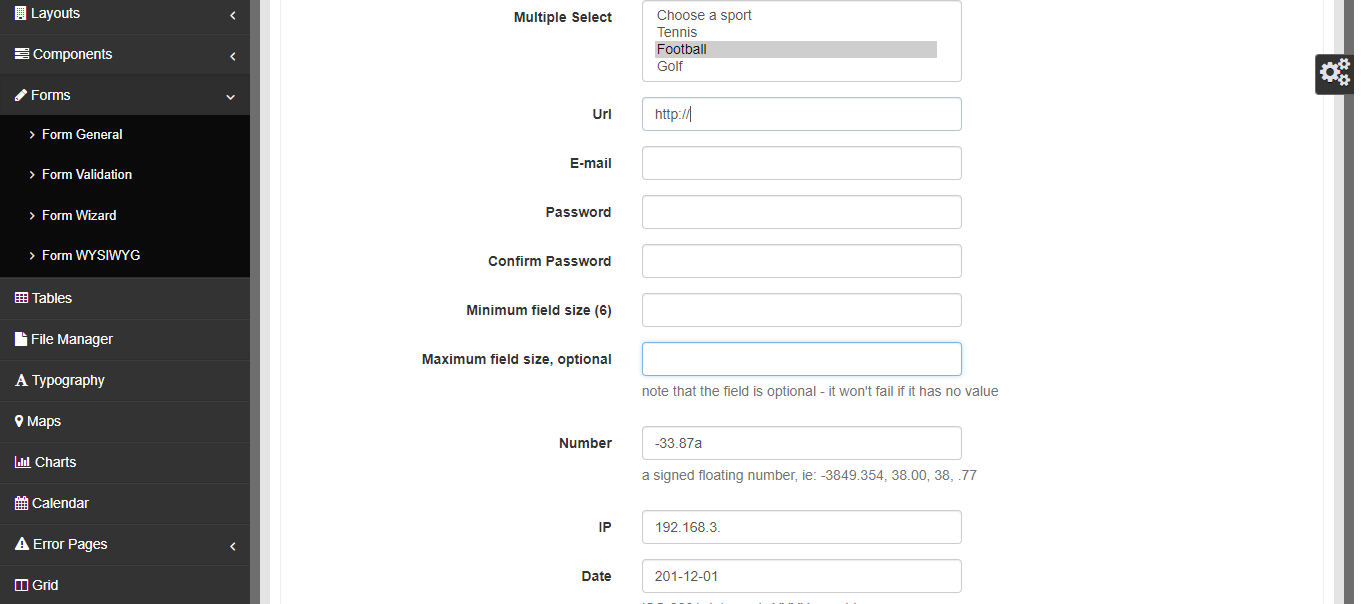 Layouts
Components
Forms
Form General
Form Validation
Form Wizard
Form WYSIWYG
Tables
File Manager
Typography
Maps
Charts
Calendar
Error Pages
Grid
Multiple Select
Choose a sport
Tennis
Football
Golf
Url
http://
E-mail
Password
Confirm Password
Minimum field size (6)
Maximum field size, optional
note that the field is optional - it won't fail if it has no value
Number
-33.87a
a signed floating number, ie: -3849.354, 38.00, 38, .77
IP
192.168.3.
Date
201-12-01